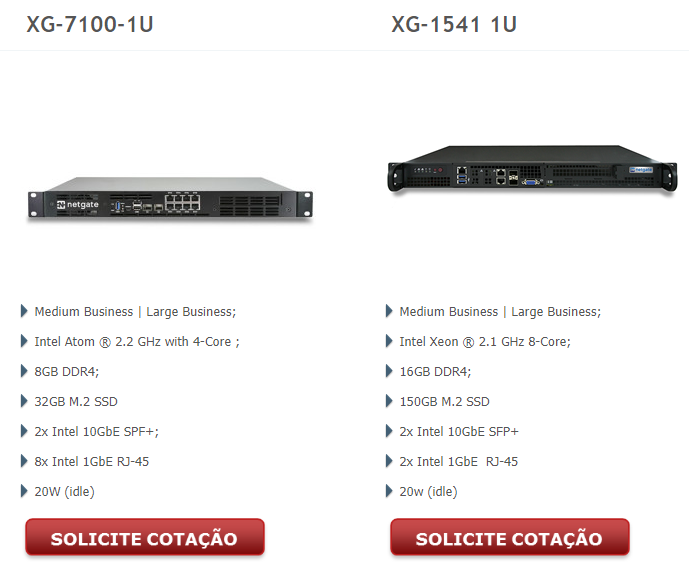 XG-7100-1U
XG-1541 1U
netgate
netgate
Medium Business | Large Business;
Intel Atom ® 2.2 GHz with 4-Core ;
8GB DDR4;
32GB M.2 SSD
2x Intel 10GbE SPF+;
8x Intel 1GbE RJ-45
20W (idle)
SOLICITE COTAÇÃO
Medium Business | Large Business;
Intel Xeon ® 2.1 GHz 8-Core;
16GB DDR4;
150GB M.2 SSD
2x Intel 10GbE SFP+
2x Intel 1GbE  RJ-45
20w (idle)
SOLICITE COTAÇÃO